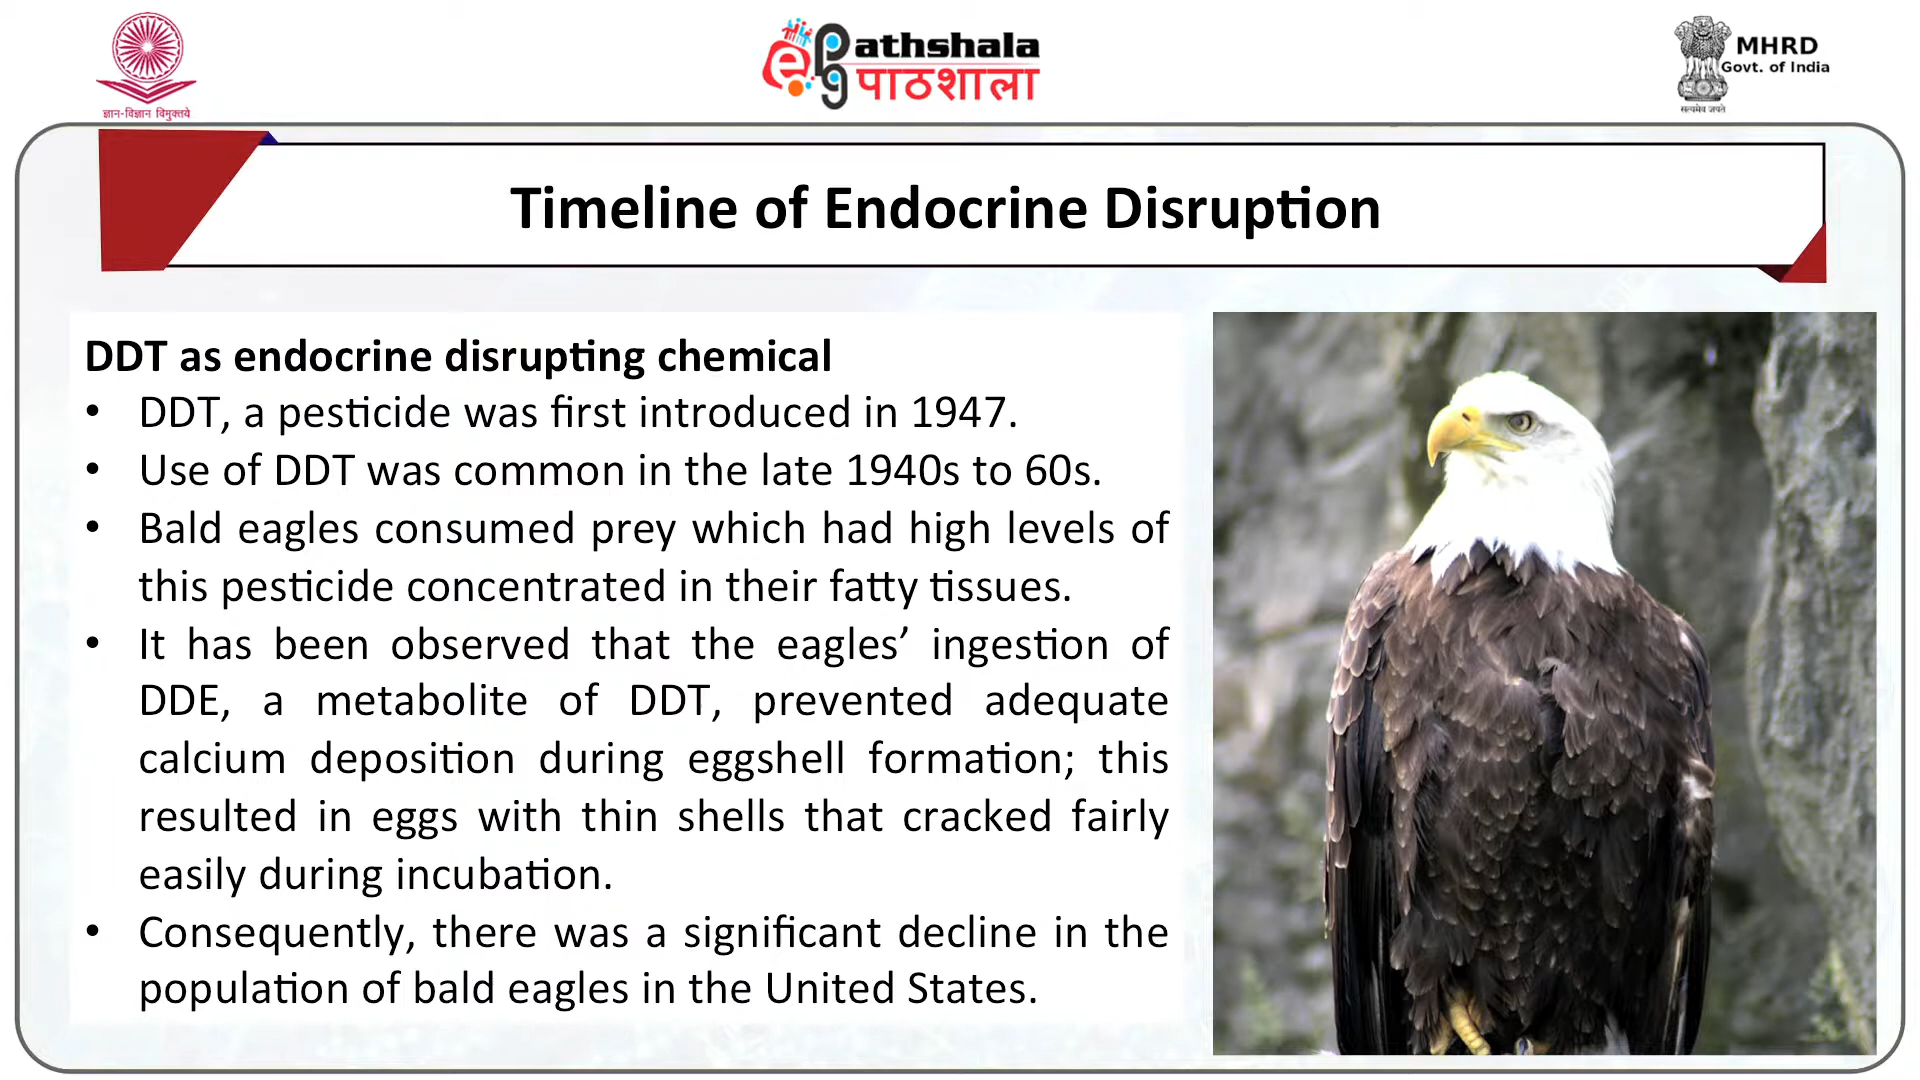 ज्ञान-विज्ञान विमुक्तये
ePG Pathshala
पाठशाला
MHRD
Govt. of India
सत्यमेव जयते
Timeline of Endocrine Disruption
DDT as endocrine disrupting chemical
• DDT, a pesticide was first introduced in 1947.
• Use of DDT was common in the late 1940s to 60s.
• Bald eagles consumed prey which had high levels of
this pesticide concentrated in their fatty tissues.
• It has been observed that the eagles’ ingestion of
DDE, a metabolite of DDT, prevented adequate
calcium deposition during eggshell formation; this
resulted in eggs with thin shells that cracked fairly
easily during incubation.
• Consequently, there was a significant decline in the
population of bald eagles in the United States.